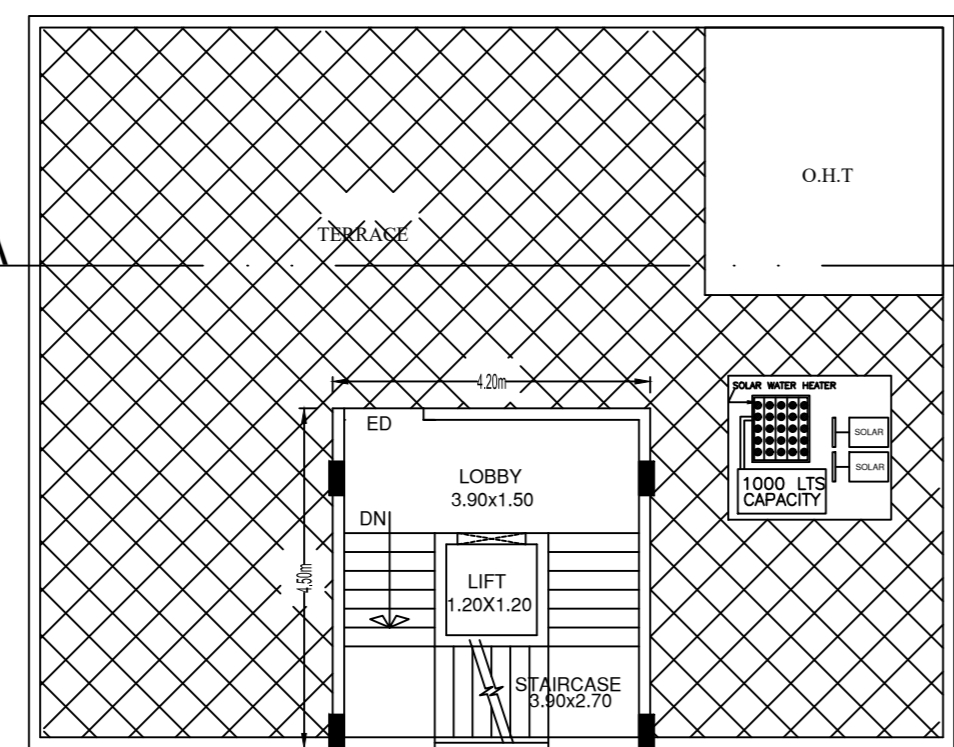 O.H.T
TERRACE
4.20m
SOLAR WATER HEATER
ED
SOLAR
LOBBY
3.90x1.50
SOLAR
1000 LTS
CAPACITY
DN
4.50m
LIFT
1.20X1.20
STAIRCASE
3.90x2.70